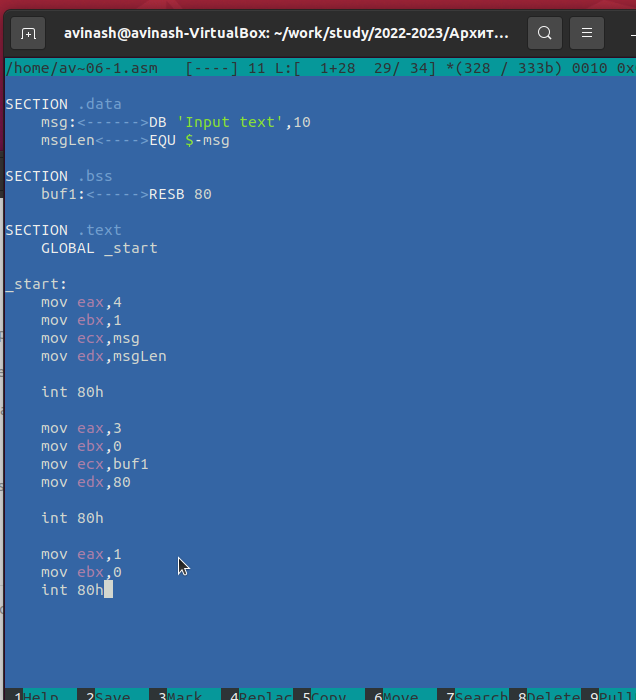 avinash@avinash-VirtualBox: ~/work/study/2022-2023/Архит...
/home/av~06-1.asm [----] 11 L:[ 1+28 29/ 34] *(328 / 333b) 0010 0x
SECTION .data
msg:<------>DB 'Input text',10
msgLen<---->EQU $-msg
SECTION .bss
buf1:<----->RESB 80
SECTION .text
GLOBAL _start
_start:
mov eax,4
mov ebx,1
mov ecx,msg
mov edx,msgLen
int 80h
mov eax,3
mov ebx,0
mov ecx,buf1
mov edx,80
int 80h
mov eax,1
mov ebx,0
int 80h
1Help 2Save 3Mark 4Replac 5Copy 6Move 7Search 8Delete 9Pull